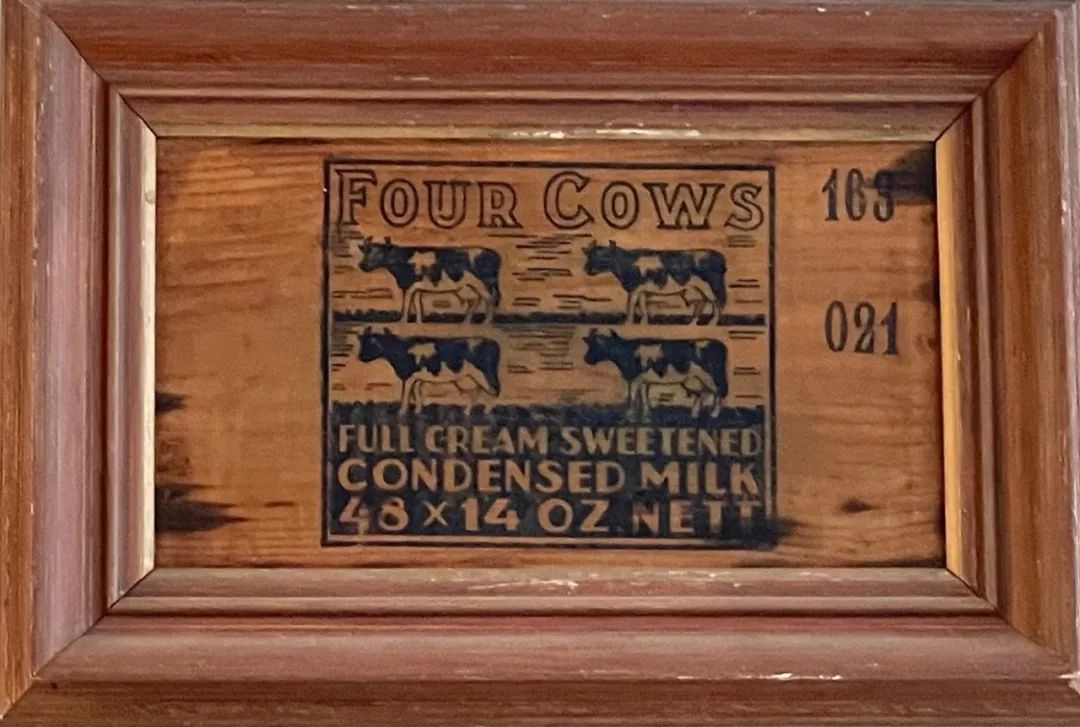 FOUR COWS
163
021
FULL CREAM SWEETENED
CONDENSED MILK
48 x 14 OZ. NETT